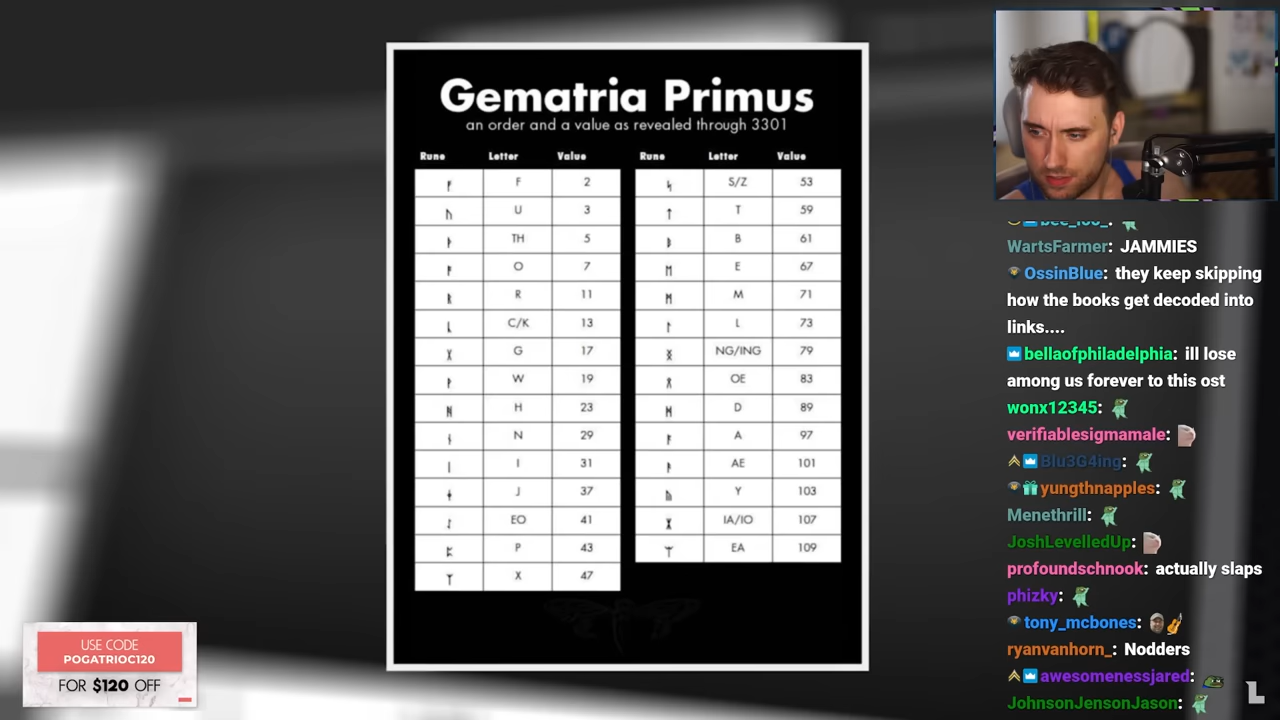 Gematria Primus
an order and a value as revealed through 3301
Rune Letter Value
ᚠ F 2
ᚢ U 3
ᚦ TH 5
ᚩ O 7
ᚱ R 11
ᚳ C/K 13
ᚷ G 17
ᚹ W 19
ᚻ H 23
ᚾ N 29
ᛁ I 31
ᛄ J 37
ᛇ EO 41
ᛈ P 43
ᛉ X 47
Rune Letter Value
ᛋ S/Z 53
ᛏ T 59
ᛒ B 61
ᛖ E 67
ᛗ M 71
ᛚ L 73
ᛝ NG/ING 79
ᛟ OE 83
ᛞ D 89
ᚪ A 97
ᚫ AE 101
ᚣ Y 103
ᛡ IA/IO 107
ᛠ EA 109
USE CODE
POGATRIOC120
FOR $120 OFF
WartsFarmer: JAMMIES
OssinBlue: they keep skipping
how the books get decoded into
links....
bellaofphiladelphia: ill lose
among us forever to this ost
wonx12345:
verifiablesigmamale:
Blu3G4ing:
yungthnapples:
Menethrill:
JoshLevelledUp:
profoundschnook: actually slaps
phizky:
tony_mcbones:
ryanvanhorn_: Nodders
awesomenessjared:
JohnsonJensonJason:
L